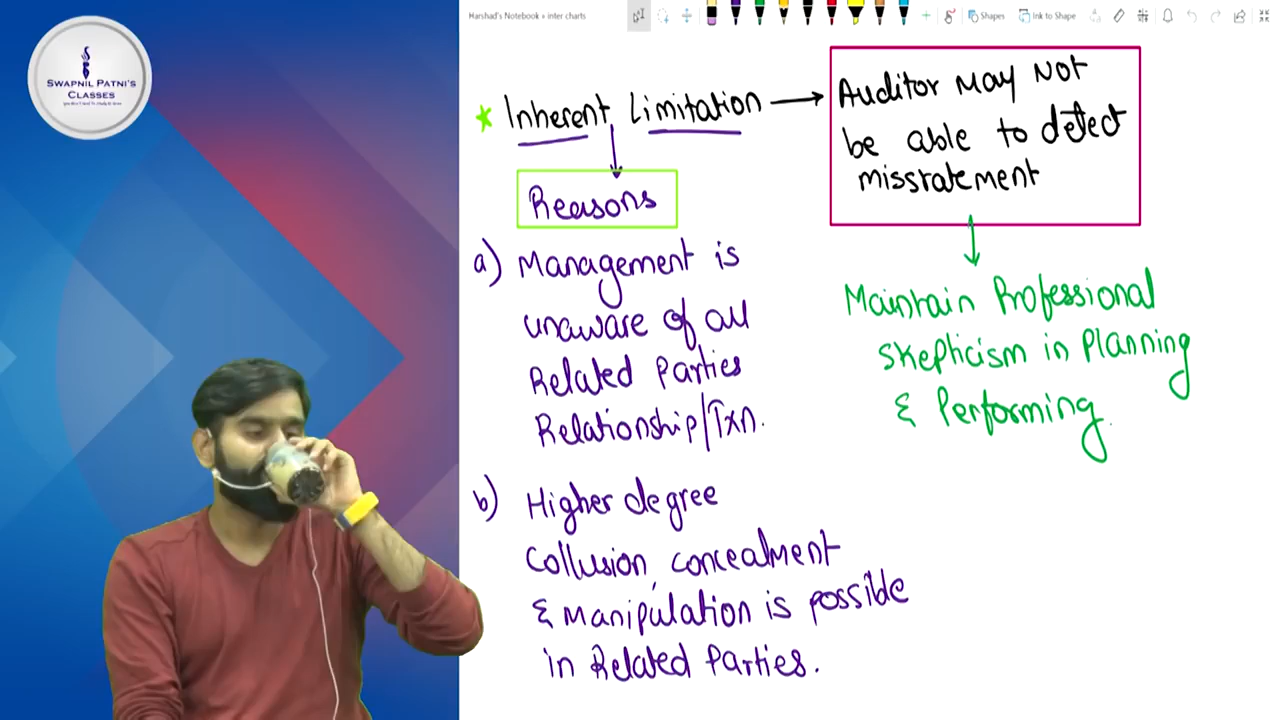 SWAPNIL PATNI'S
CLASSES
Harshad's Notebook » inter charts
Shapes
Ink to Shape
* Inherent Limitation → Auditor May Not
be able to detect
misstatement
Reasons
a) Management is
unaware of all
Related Parties
Relationship/Txn.
Maintain Professional
Skepticism in Planning
& Performing.
b) Higher degree
Collusion, concealment
& Manipulation is possible
in Related Parties.